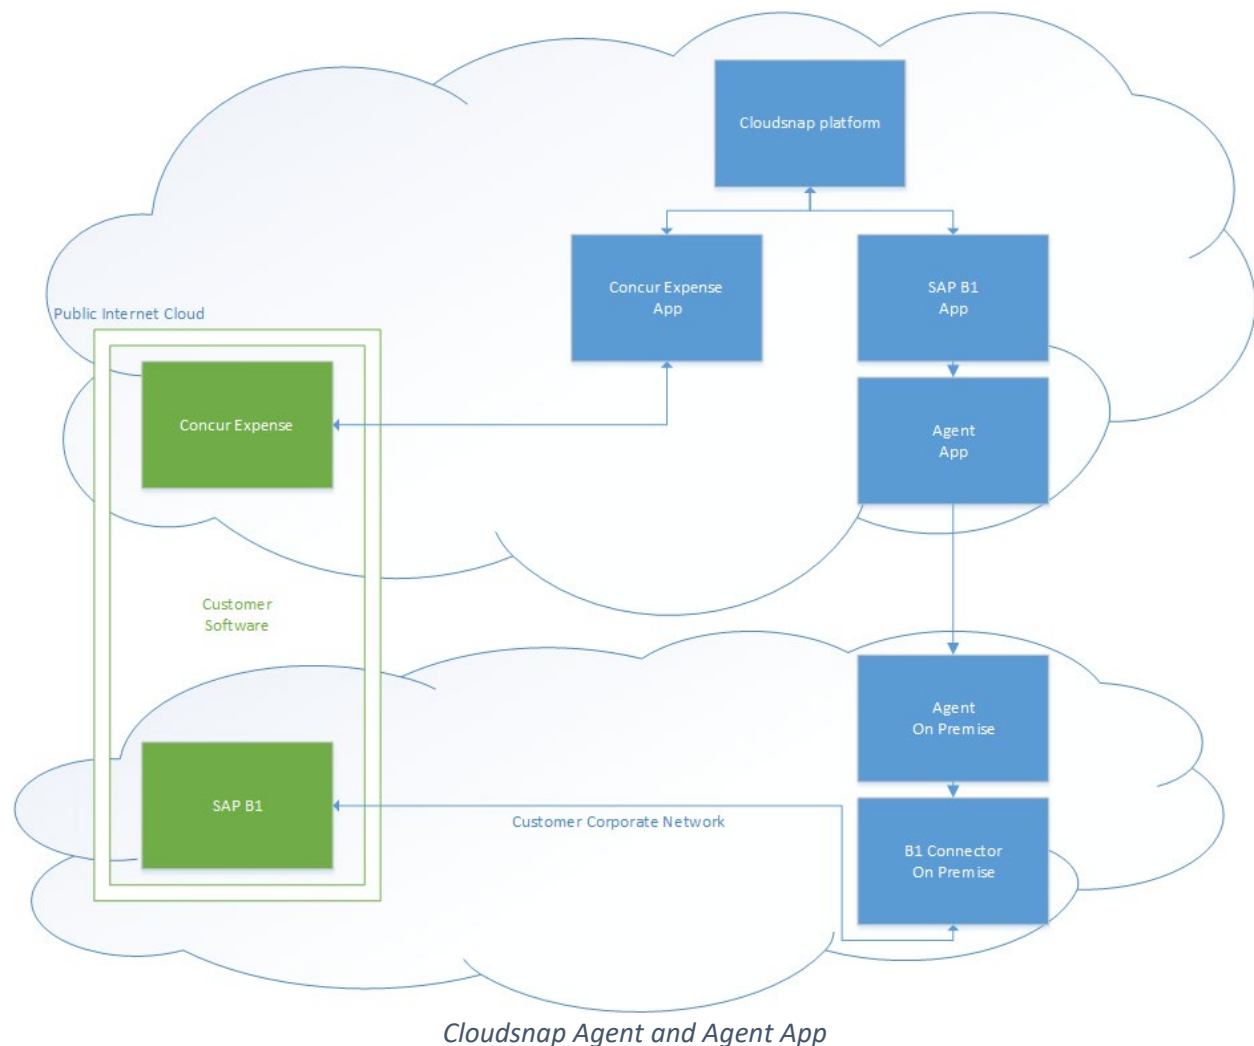 Cloudsnap platform
Concur Expense
App
SAP B1
App
Public Internet Cloud
Concur Expense
Agent
App
Customer
Software
Agent
On Premise
SAP B1
Customer Corporate Network
B1 Connector
On Premise
Cloudsnap Agent and Agent App